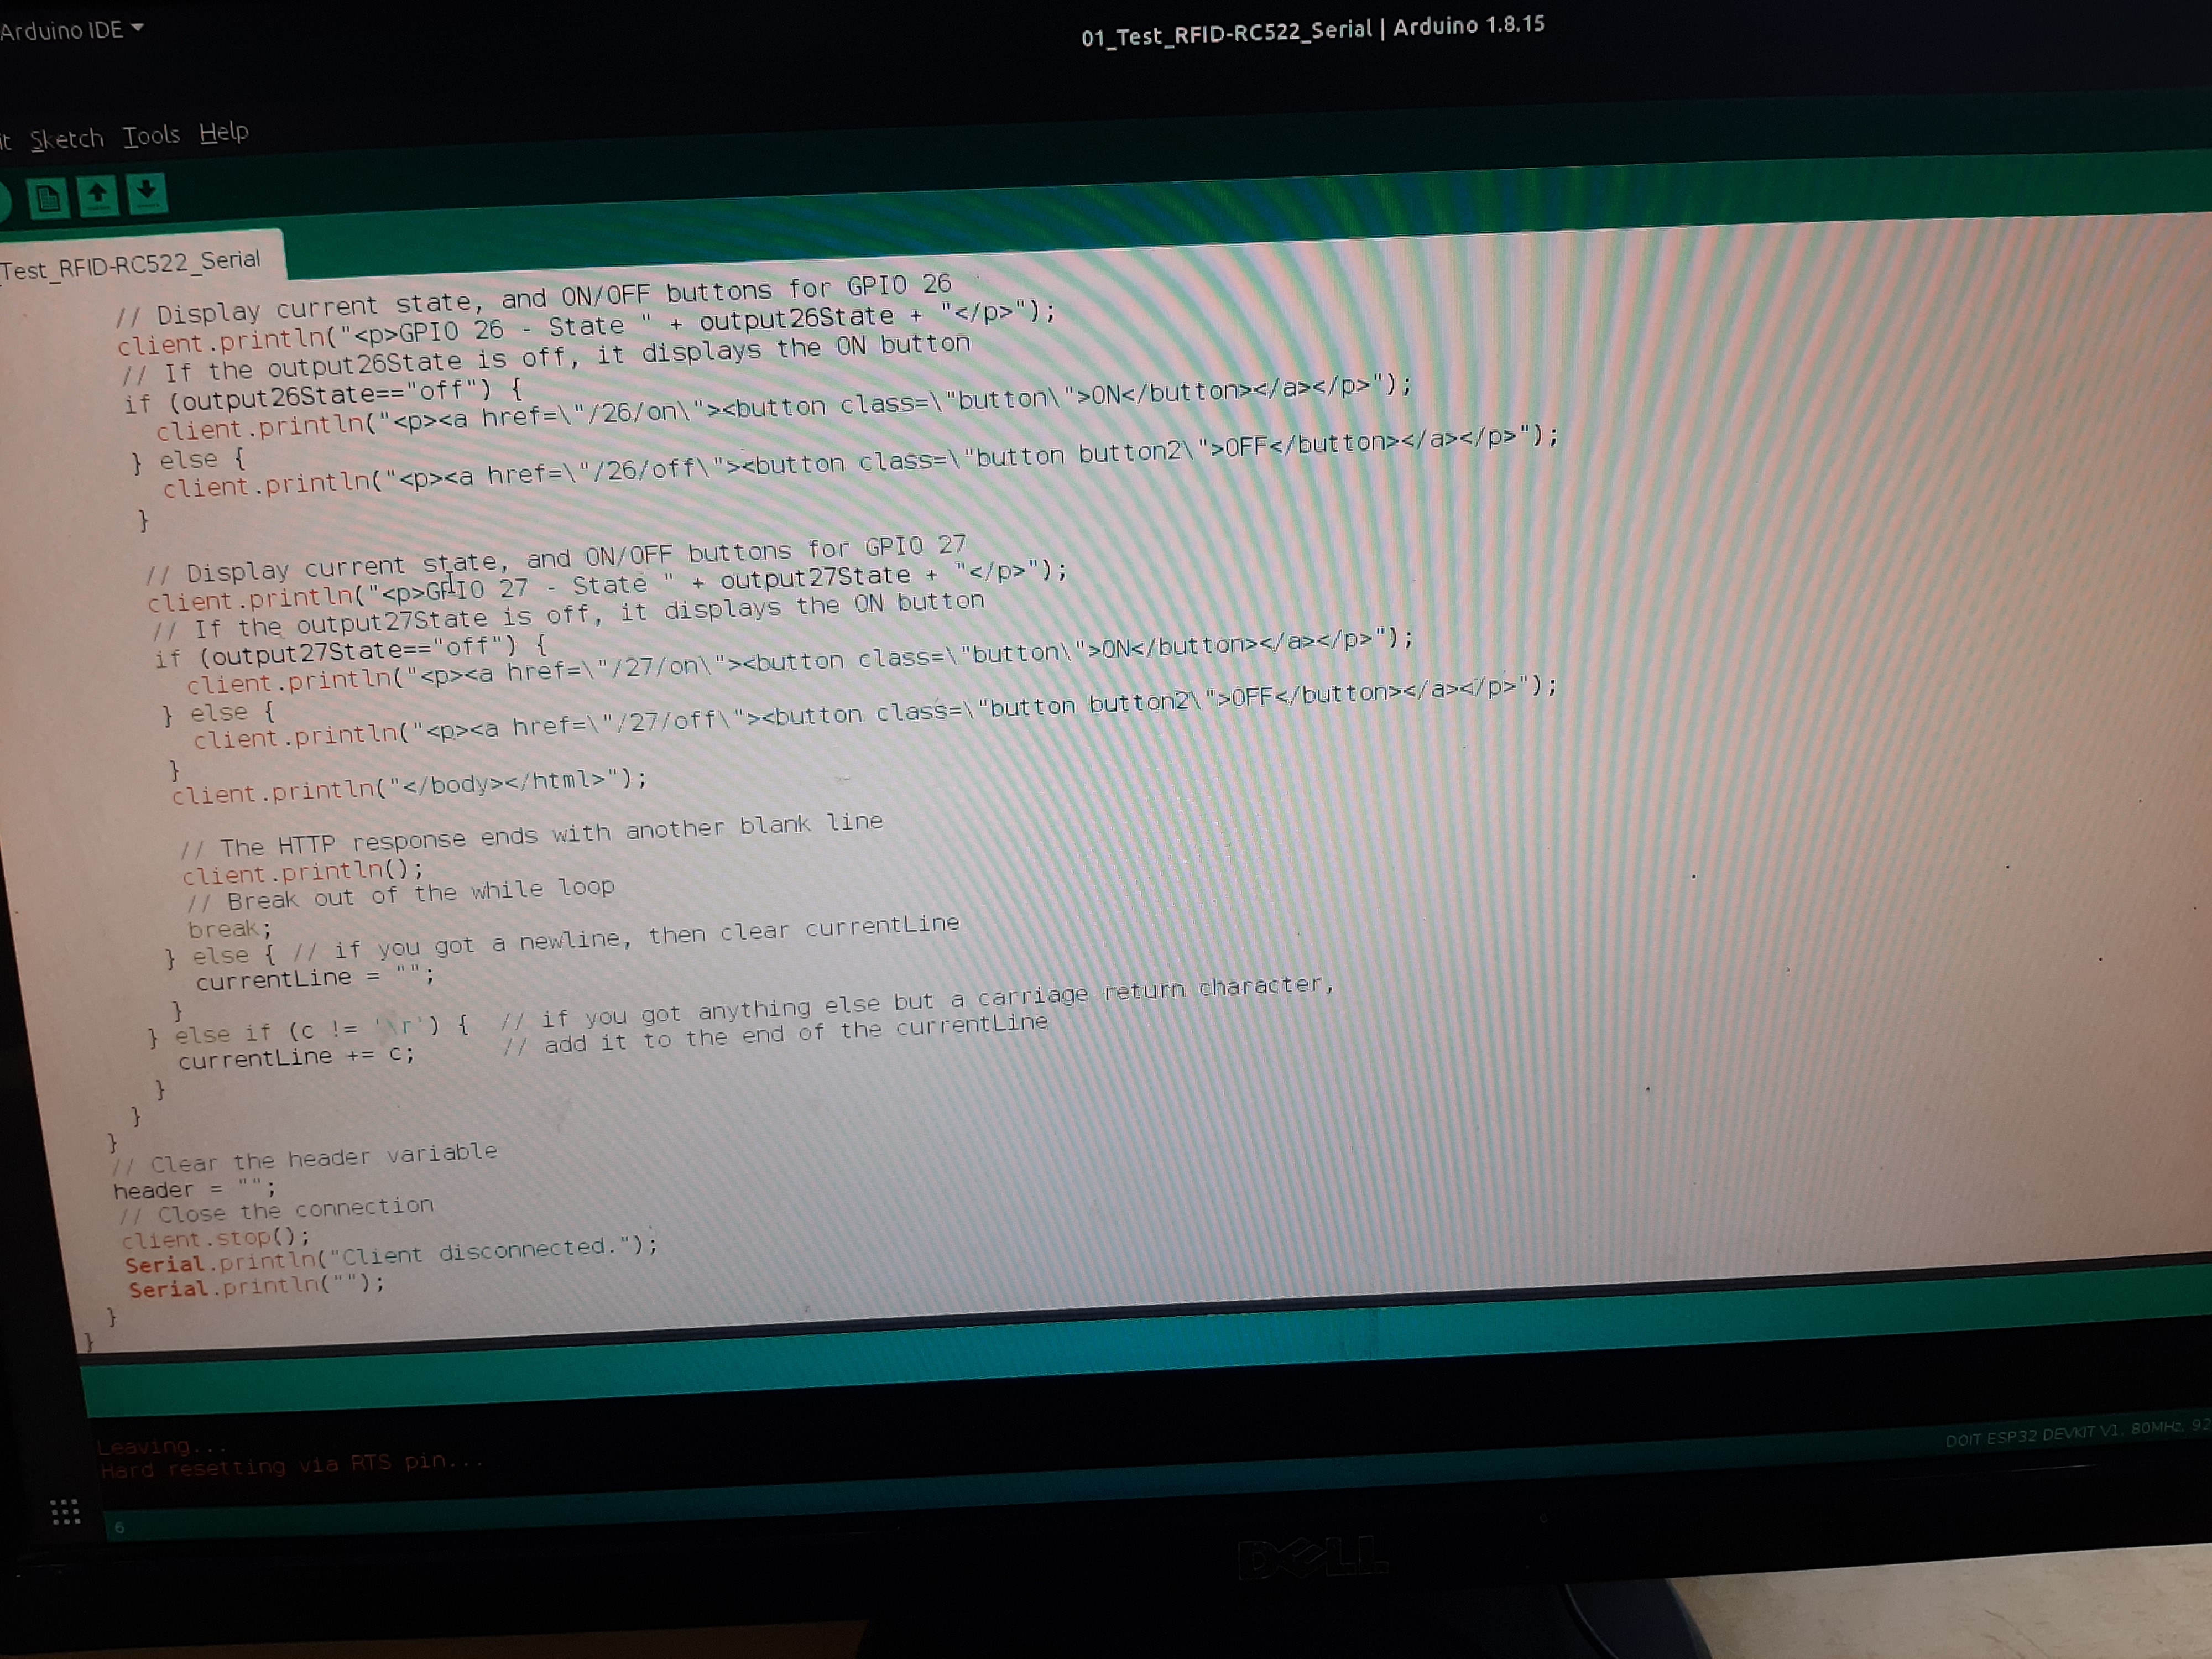 Arduino IDE
01_Test_RFID-RC522_Serial | Arduino 1.8.15
it Sketch Tools Help
Test_RFID-RC522_Serial
// Display current state, and ON/OFF buttons for GPIO 26
client.println("<p>GPIO 26 - State " + output26State + "</p>");
// If the output26State is off, it displays the ON button
if (output26State=="off") {
client.println("<p><a href=\"/26/on\"><button class=\"button\">ON</button></a></p>");
} else {
client.println("<p><a href=\"/26/off\"><button class=\"button button2\">OFF</button></a></p>");
}
// Display current state, and ON/OFF buttons for GPIO 27
client.println("<p>GPIO 27 - State " + output27State + "</p>");
// If the output27State is off, it displays the ON button
if (output27State=="off") {
client.println("<p><a href=\"/27/on\"><button class=\"button\">ON</button></a></p>");
} else {
client.println("<p><a href=\"/27/off\"><button class=\"button button2\">OFF</button></a></p>");
}
client.println("</body></html>");
// The HTTP response ends with another blank line
client.println();
// Break out of the while loop
break;
} else { // if you got a newline, then clear currentLine
currentLine = "";
}
} else if (c != '\r') { // if you got anything else but a carriage return character,
currentLine += c; // add it to the end of the currentLine
}
}
}
// Clear the header variable
header = "";
// Close the connection
client.stop();
Serial.println("Client disconnected.");
Serial.println("");
}
}
Leaving...
Hard resetting via RTS pin...
DOIT ESP32 DEVKIT V1, 80MHz, 92
6
DELL